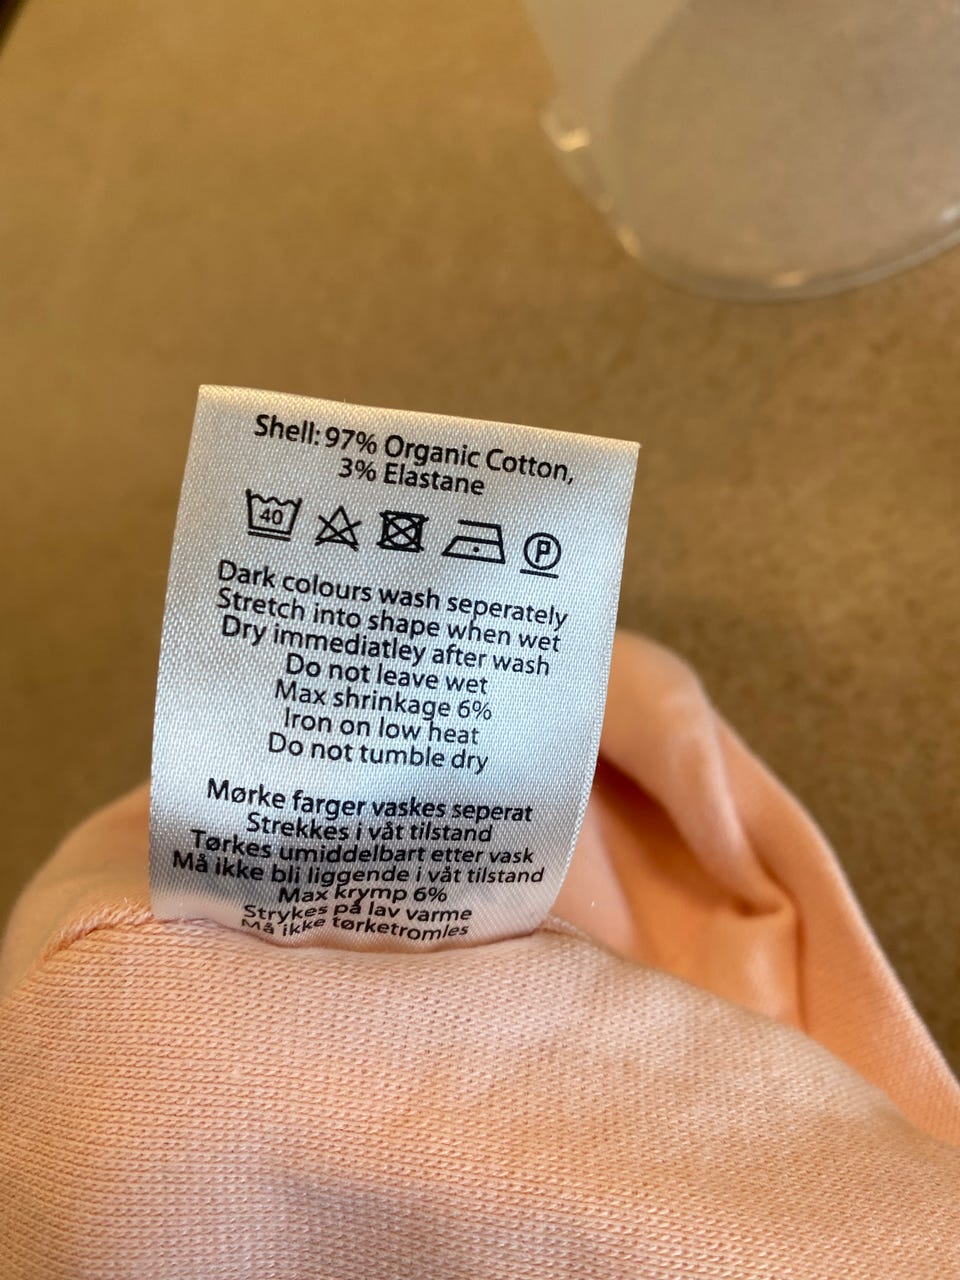 Shell: 97% Organic Cotton,
3% Elastane
40
P
Dark colours wash seperately
Stretch into shape when wet
Dry immediatley after wash
Do not leave wet
Max shrinkage 6%
Iron on low heat
Do not tumble dry
Mørke farger vaskes seperat
Strekkes i våt tilstand
Tørkes umiddelbart etter vask
Må ikke bli liggende i våt tilstand
Max krymp 6%
Strykes på lav varme
Må ikke tørketromles